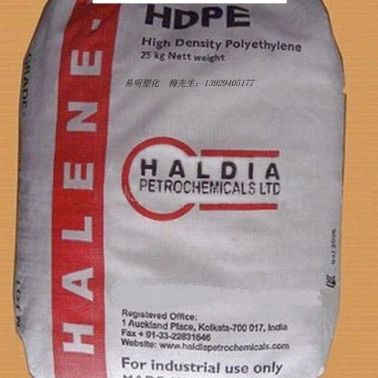 HDPE
High Density Polyethylene
25 kg Nett weight
易明塑化 梅先生：13929405177
HALENE-
GRADE
HALDIA
PETROCHEMICALS LTD
Registered Office:
1 Auckland Place, Kolkata-700 017, India
Fax + 91-33-22831646
Website: www.haldiapetrochemicals.com
For industrial use only